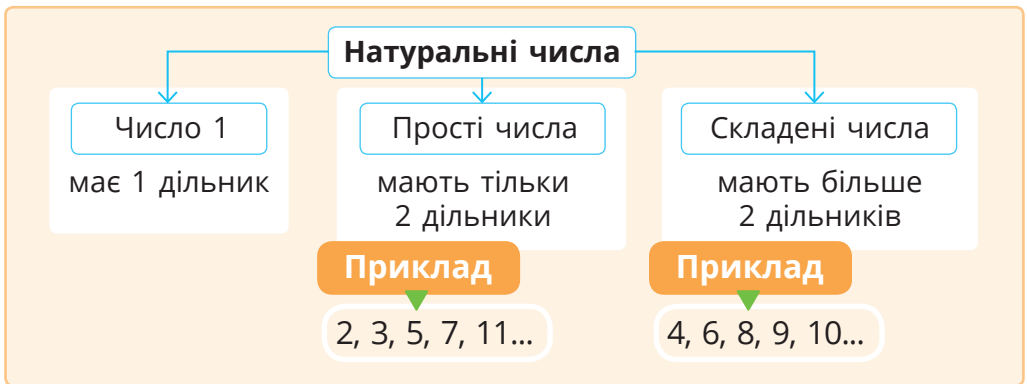 Натуральні числа
Число 1
має 1 дільник
Прості числа
мають тільки
2 дільники
Приклад
2, 3, 5, 7, 11...
Складені числа
мають більше
2 дільників
Приклад
4, 6, 8, 9, 10...